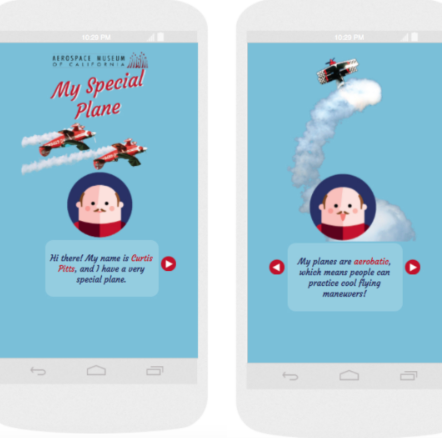 10:29 PM
AEROSPACE MUSEUM
OF CALIFORNIA
My Special
Plane
Hi there! My name is Curtis
Pitts, and I have a very
special plane.
10:29 PM
My planes are aerobatic,
which means people can
practice cool flying
maneuvers!